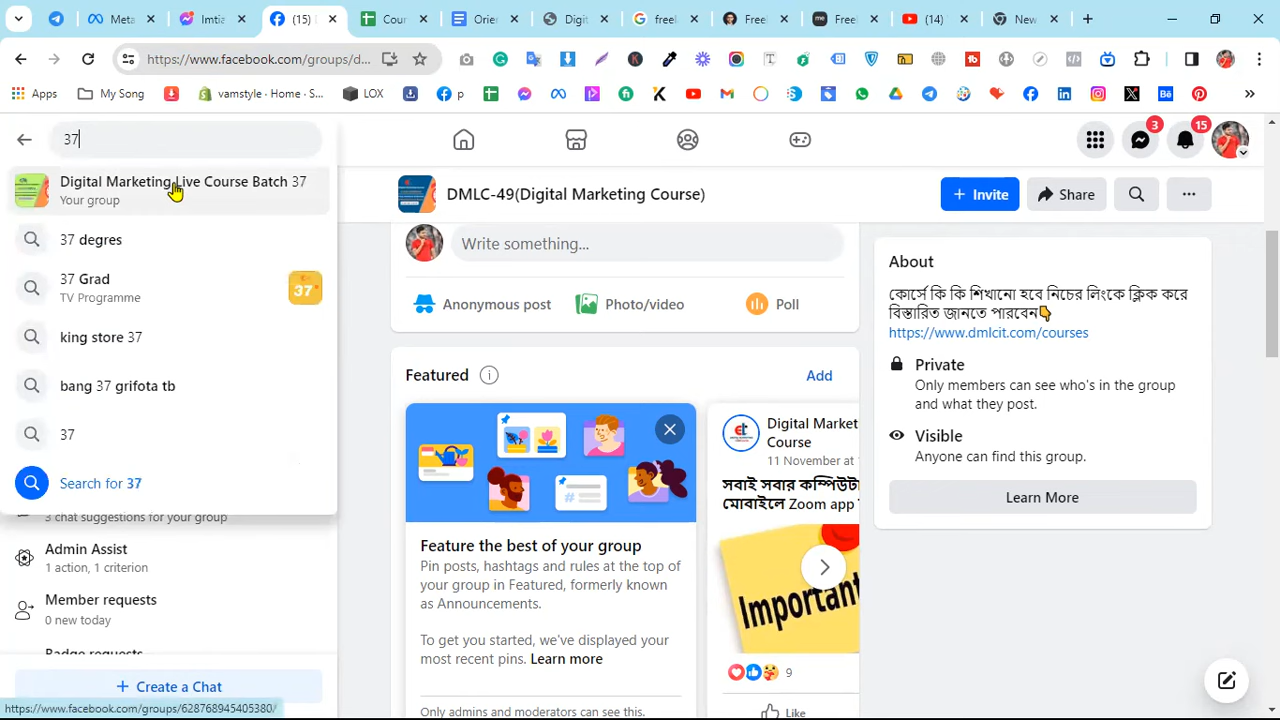 Meta
Imtia
(15)
Cour
Orier
Digit
freel
Free
Free
(14)
New
https://www.facebook.com/groups/d...
Apps
My Song
vamstyle - Home - S...
LOX
p
37
Digital Marketing Live Course Batch 37
Your group
37 degres
37 Grad
TV Programme
37
king store 37
bang 37 grifota tb
37
Search for 37
3 chat suggestions for your group
Admin Assist
1 action, 1 criterion
Member requests
0 new today
Badge requests
+ Create a Chat
https://www.facebook.com/groups/628768945405380/
3
15
DMLC-49(Digital Marketing Course)
+ Invite
Share
Write something...
Anonymous post
Photo/video
Poll
Featured
Add
Feature the best of your group
Pin posts, hashtags and rules at the top of
your group in Featured, formerly known
as Announcements.
To get you started, we've displayed your
most recent pins. Learn more
Only admins and moderators can see this.
Digital Market
Course
11 November at
সবাই সবার কম্পিউটা
মোবাইলে Zoom app
Important
9
Like
About
কোর্সে কি কি শিখানো হবে নিচের লিংকে ক্লিক করে
বিস্তারিত জানতে পারবেন👇
https://www.dmlcit.com/courses
Private
Only members can see who's in the group
and what they post.
Visible
Anyone can find this group.
Learn More